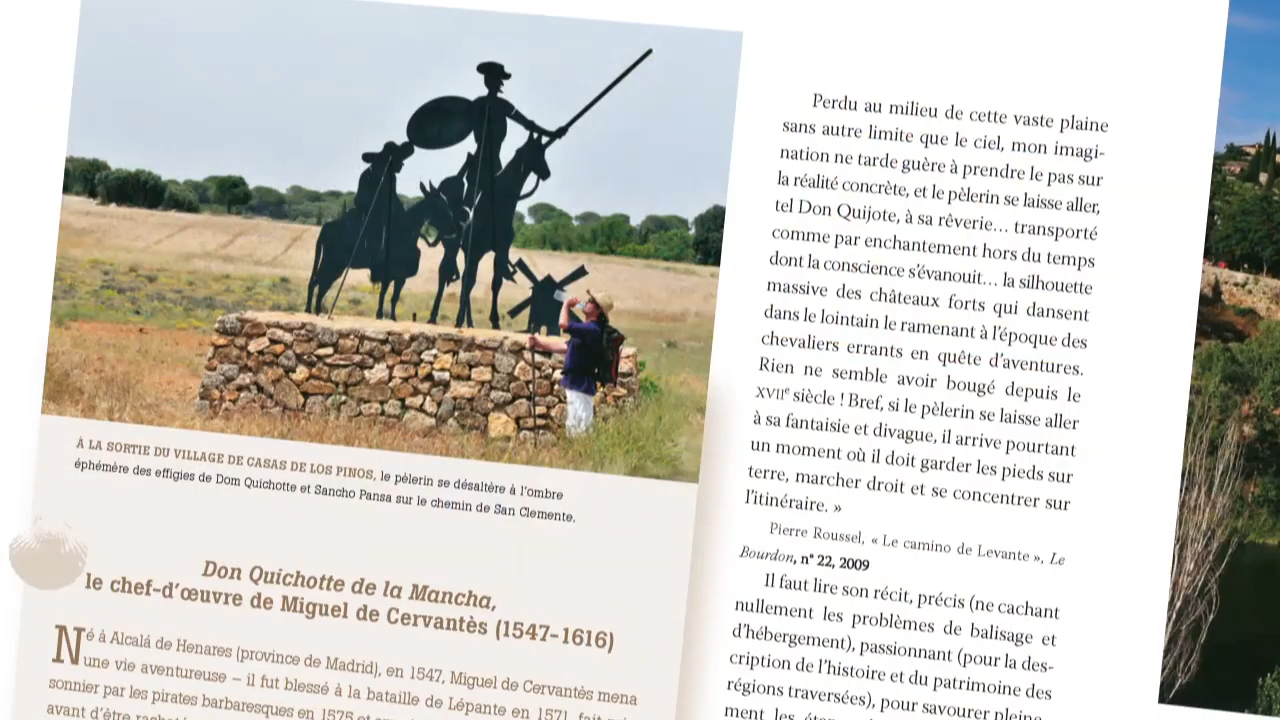 À LA SORTIE DU VILLAGE DE CASAS DE LOS PINOS, le pèlerin se désaltère à l'ombre
éphémère des effigies de Dom Quichotte et Sancho Pansa sur le chemin de San Clemente.
Don Quichotte de la Mancha,
le chef-d'œuvre de Miguel de Cervantès (1547-1616)
Né à Alcalá de Henares (province de Madrid), en 1547, Miguel de Cervantès mena
une vie aventureuse – il fut blessé à la bataille de Lépante en 1571, fait
sonnier par les pirates barbaresques en 1575 et
avant d'être
Perdu au milieu de cette vaste plaine
sans autre limite que le ciel, mon imagi-
nation ne tarde guère à prendre le pas sur
la réalité concrète, et le pèlerin se laisse aller,
tel Don Quijote, à sa rêverie… transporté
comme par enchantement hors du temps
dont la conscience s'évanouit… la silhouette
massive des châteaux forts qui dansent
dans le lointain le ramenant à l'époque des
chevaliers errants en quête d'aventures.
Rien ne semble avoir bougé depuis le
XVIIe siècle ! Bref, si le pèlerin se laisse aller
à sa fantaisie et divague, il arrive pourtant
un moment où il doit garder les pieds sur
terre, marcher droit et se concentrer sur
l'itinéraire. »
Pierre Roussel, « Le camino de Levante », Le
Bourdon, n° 22, 2009
Il faut lire son récit, précis (ne cachant
nullement les problèmes de balisage et
d'hébergement), passionnant (pour la des-
cription de l'histoire et du patrimoine des
régions traversées), pour savourer pleine-
ment les